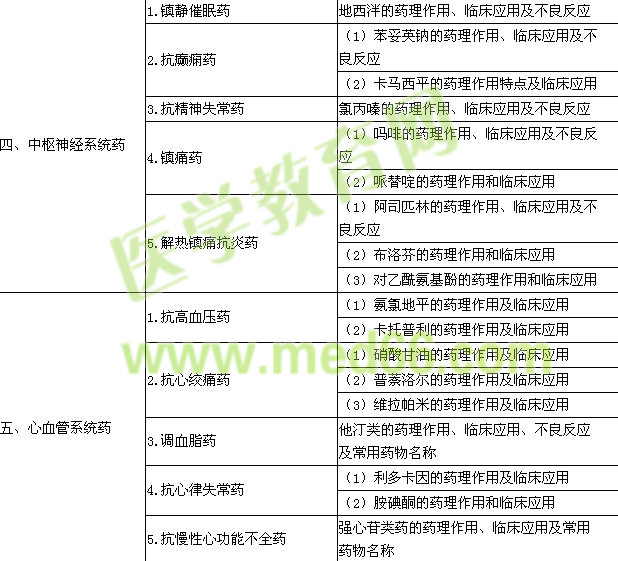 四、中枢神经系统药
1.镇静催眠药
地西泮的药理作用、临床应用及不良反应
2.抗癫痫药
（1）苯妥英钠的药理作用、临床应用及不
良反应
（2）卡马西平的药理作用特点及临床应用
3.抗精神失常药
氯丙嗪的药理作用、临床应用及不良反应
4.镇痛药
（1）吗啡的药理作用、临床应用及不良反
应
（2）哌替啶的药理作用和临床应用
5.解热镇痛抗炎药
（1）阿司匹林的药理作用、临床应用及不
良反应
（2）布洛芬的药理作用和临床应用
（3）对乙酰氨基酚的药理作用和临床应用
五、心血管系统药
1.抗高血压药
（1）氨氯地平的药理作用及临床应用
（2）卡托普利的药理作用及临床应用
2.抗心绞痛药
（1）硝酸甘油的药理作用及临床应用
（2）普萘洛尔的药理作用及临床应用
（3）维拉帕米的药理作用及临床应用
3.调血脂药
他汀类的药理作用、临床应用、不良反应
及常用药物名称
4.抗心律失常药
（1）利多卡因的药理作用及临床应用
（2）胺碘酮的药理作用和临床应用
5.抗慢性心功能不全药
强心苷类药的药理作用、临床应用及常用
药物名称
医学教育网
www.med66.com